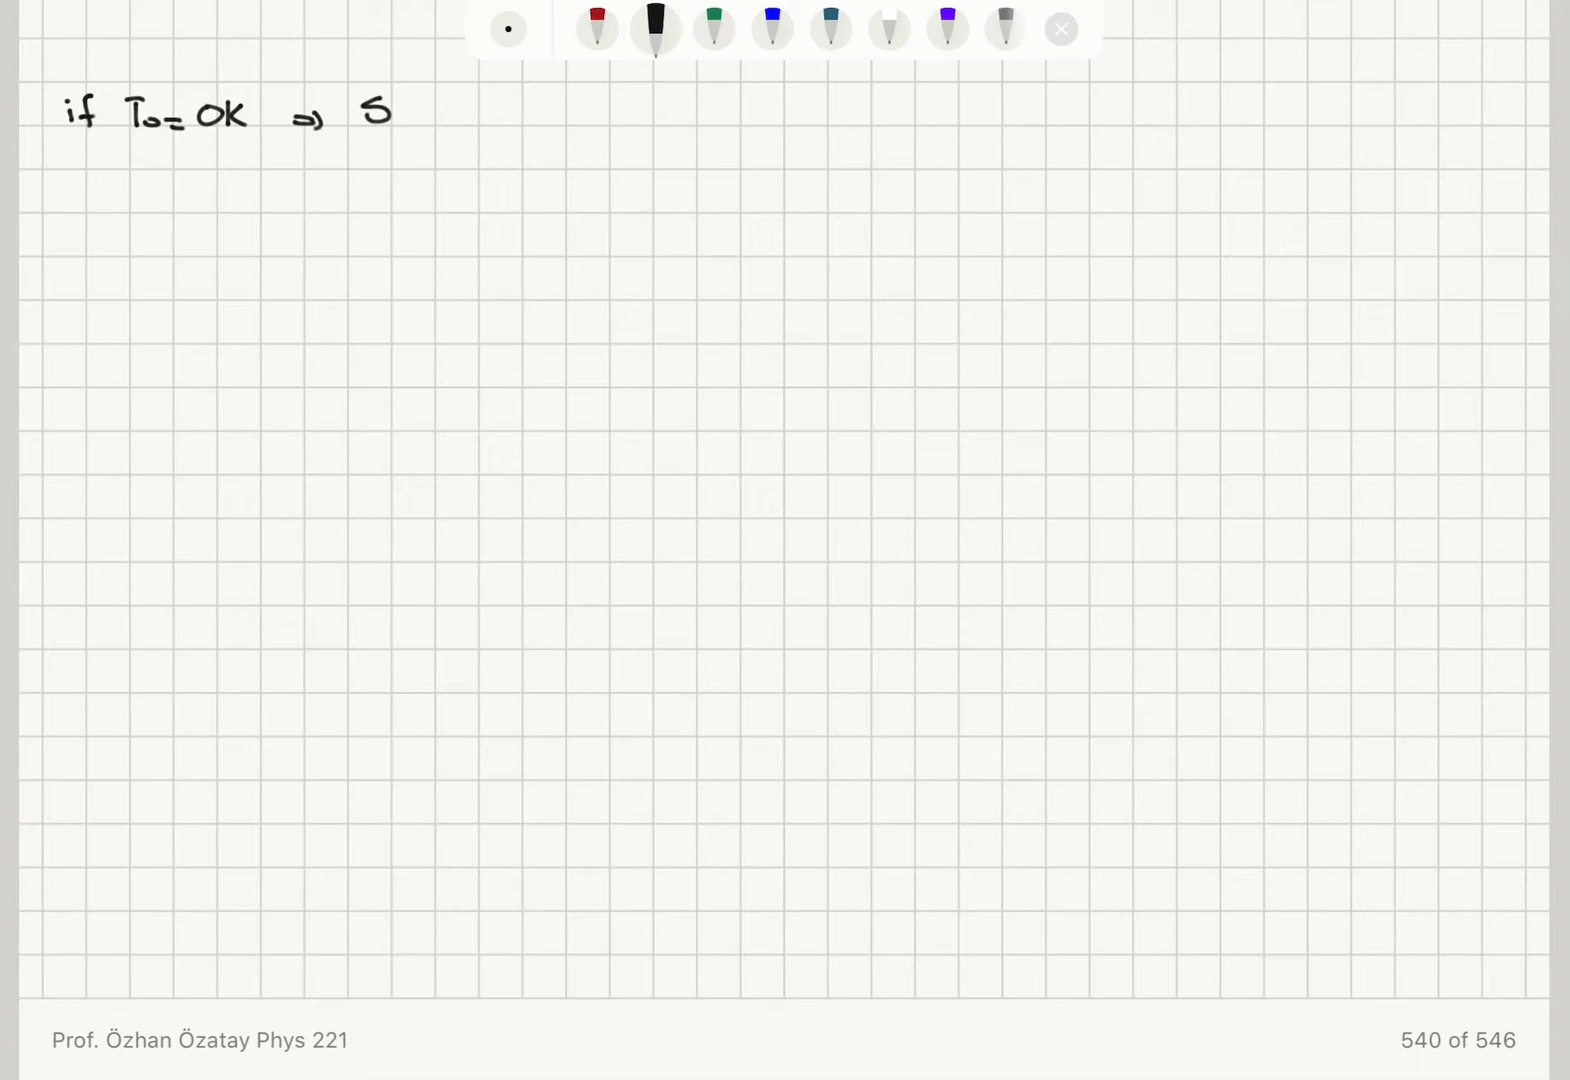 if T₀ = 0K ⇒ S
Prof. Özhan Özatay Phys 221
540 of 546